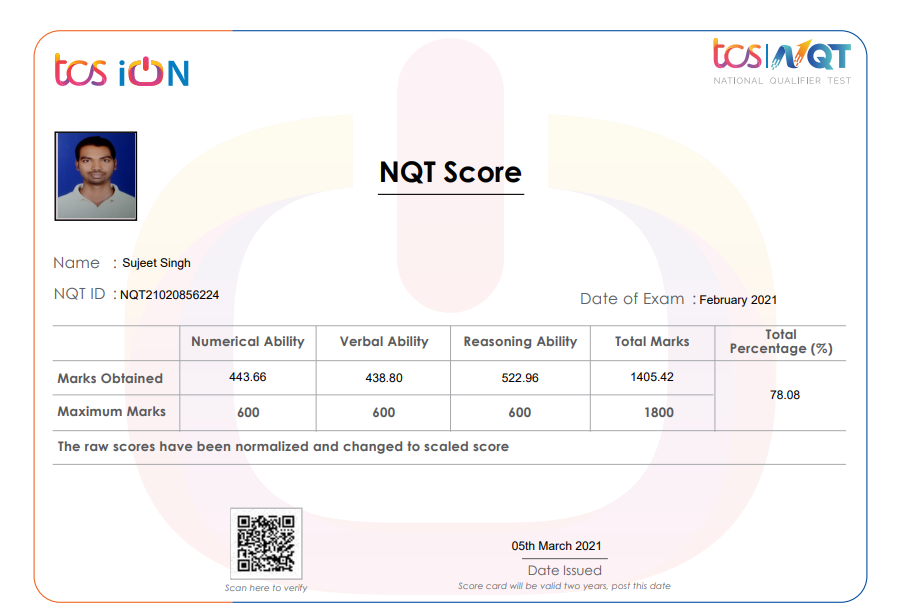 tcs iON
tcs NQT
NATIONAL QUALIFIER TEST
NQT Score
Name : Sujeet Singh
NQT ID : NQT21020856224
Date of Exam : February 2021
Numerical Ability Verbal Ability Reasoning Ability Total Marks Total Percentage (%)
Marks Obtained 443.66 438.80 522.96 1405.42 78.08
Maximum Marks 600 600 600 1800
The raw scores have been normalized and changed to scaled score
05th March 2021
Date Issued
Scan here to verify
Score card will be valid two years, post this date